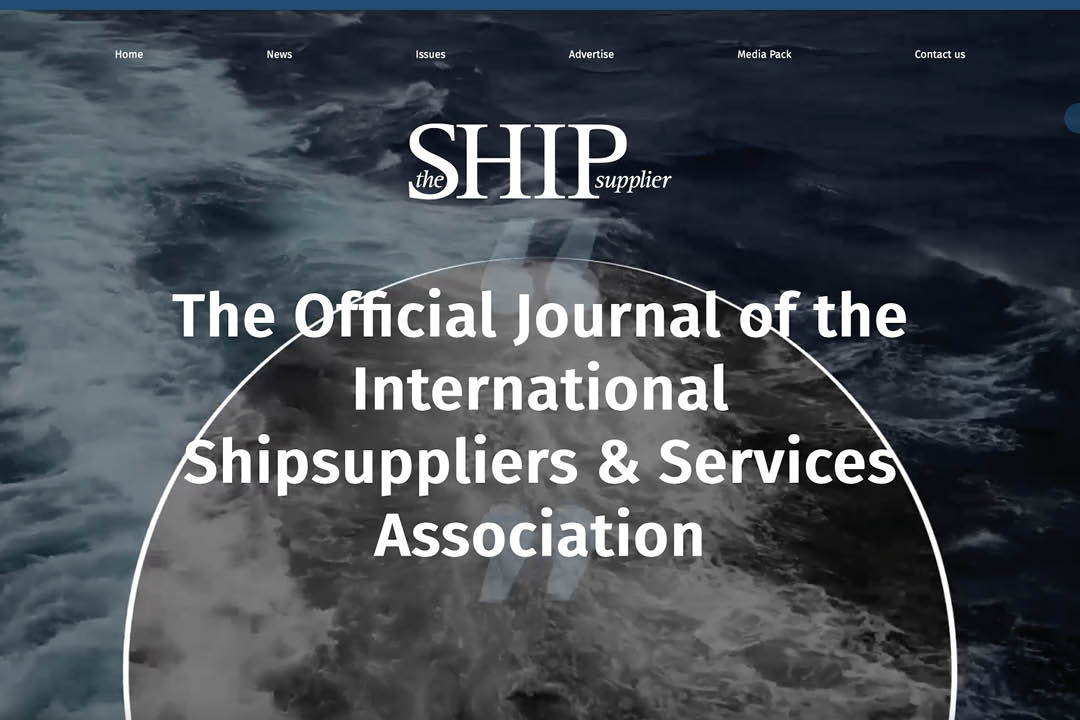 Home News Issues Advertise Media Pack Contact us
the SHIP supplier
“
The Official Journal of the
International
Shipsuppliers & Services
Association
”